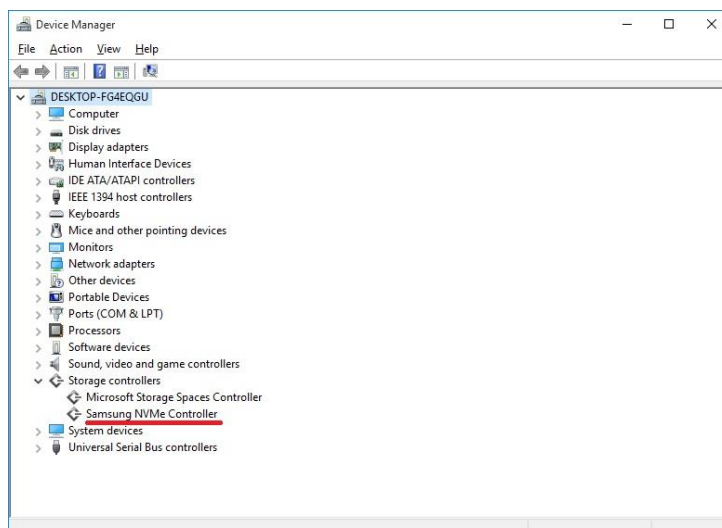 Device Manager
File Action View Help
DESKTOP-FG4EQGU
Computer
Disk drives
Display adapters
Human Interface Devices
IDE ATA/ATAPI controllers
IEEE 1394 host controllers
Keyboards
Mice and other pointing devices
Monitors
Network adapters
Other devices
Portable Devices
Ports (COM & LPT)
Processors
Software devices
Sound, video and game controllers
Storage controllers
Microsoft Storage Spaces Controller
Samsung NVMe Controller
System devices
Universal Serial Bus controllers